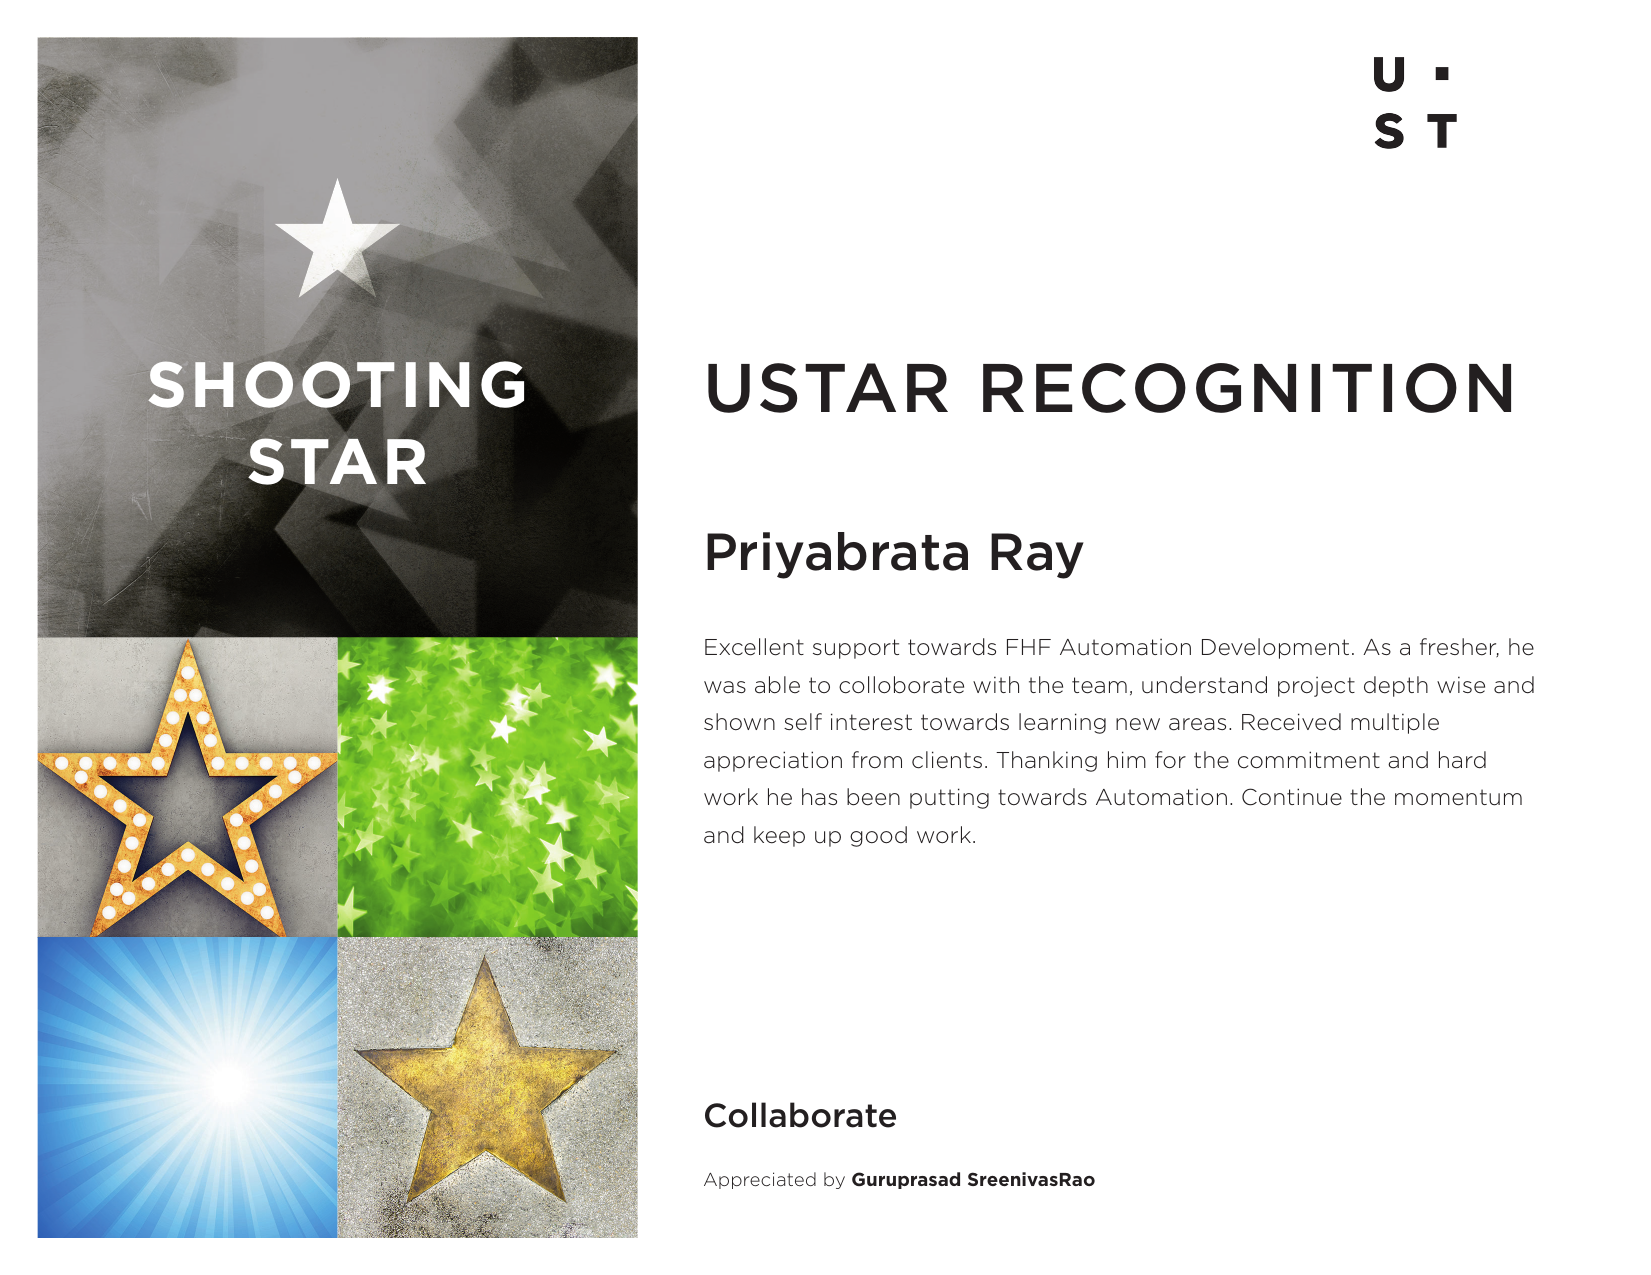 U ▪
S T
SHOOTING
STAR
USTAR RECOGNITION
Priyabrata Ray
Excellent support towards FHF Automation Development. As a fresher, he
was able to colloborate with the team, understand project depth wise and
shown self interest towards learning new areas. Received multiple
appreciation from clients. Thanking him for the commitment and hard
work he has been putting towards Automation. Continue the momentum
and keep up good work.
Collaborate
Appreciated by Guruprasad SreenivasRao